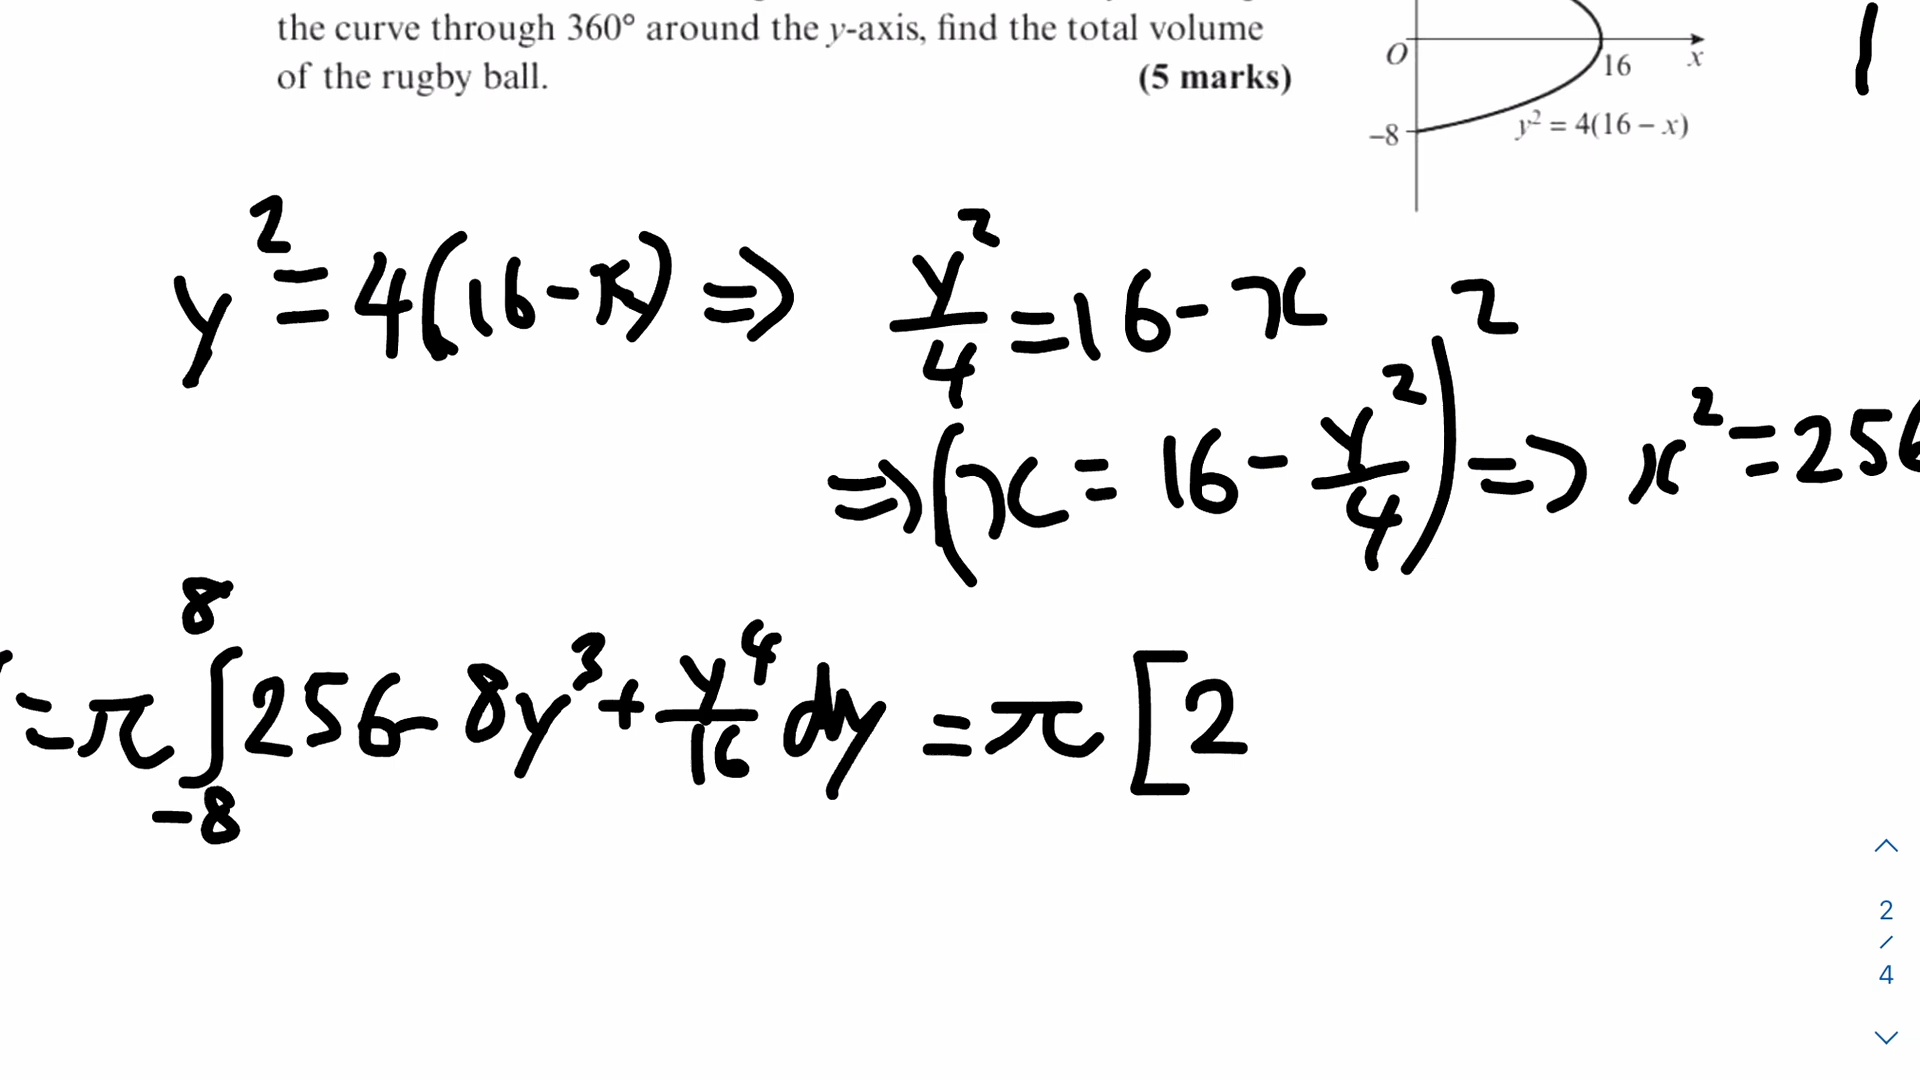 the curve through 360° around the y-axis, find the total volume
of the rugby ball. (5 marks)
O 16 x
-8 y² = 4(16 – x)
y² = 4(16-x) ⇒ y²/4 = 16-x
⇒ (x = 16 - y²/4)² ⇒ x² = 256
= π ∫₋₈⁸ 256 - 8y³ + y⁴/16 dy = π [2
2
/
4